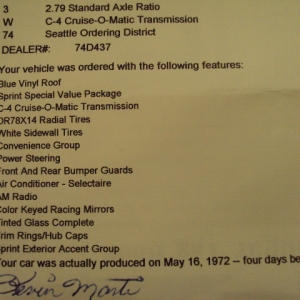 3 2.79 Standard Axle Ratio
W C-4 Cruise-O-Matic Transmission
74 Seattle Ordering District
DEALER#: 74D437
Your vehicle was ordered with the following features:
Blue Vinyl Roof
Sprint Special Value Package
C-4 Cruise-O-Matic Transmission
DR78X14 Radial Tires
White Sidewall Tires
Convenience Group
Power Steering
Front And Rear Bumper Guards
Air Conditioner - Selectaire
AM Radio
Color Keyed Racing Mirrors
Tinted Glass Complete
Trim Rings/Hub Caps
Sprint Exterior Accent Group
Your car was actually produced on May 16, 1972 -- four days be
Kevin Marti